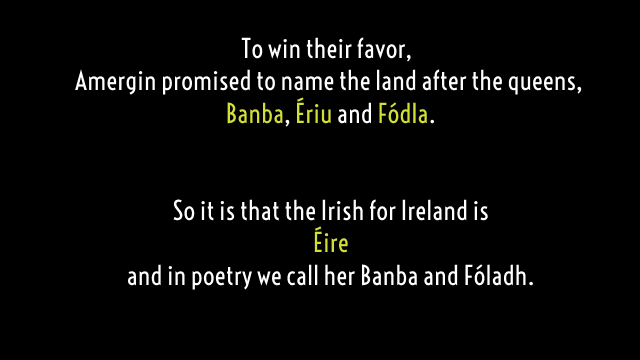 To win their favor,
Amergin promised to name the land after the queens,
Banba, Ériu and Fódla.
So it is that the Irish for Ireland is
Éire
and in poetry we call her Banba and Fóladh.